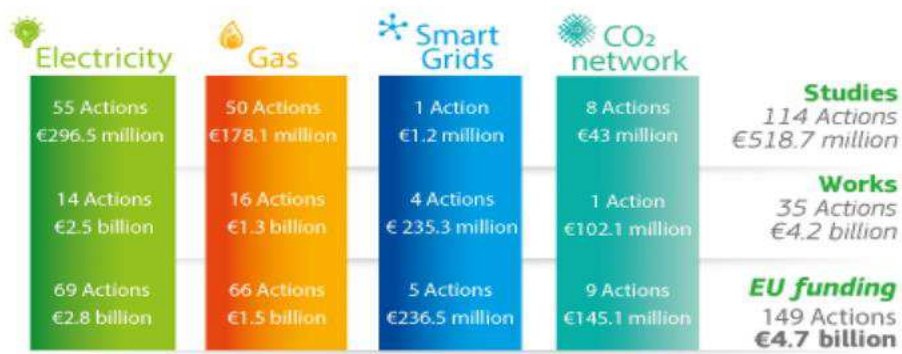 Electricity
Gas
Smart
Grids
CO₂
network
55 Actions
€296.5 million
50 Actions
€178.1 million
1 Action
€1.2 million
8 Actions
€43 million
Studies
114 Actions
€518.7 million
14 Actions
€2.5 billion
16 Actions
€1.3 billion
4 Actions
€ 235.3 million
1 Action
€102.1 million
Works
35 Actions
€4.2 billion
69 Actions
€2.8 billion
66 Actions
€1.5 billion
5 Actions
€236.5 million
9 Actions
€145.1 million
EU funding
149 Actions
€4.7 billion